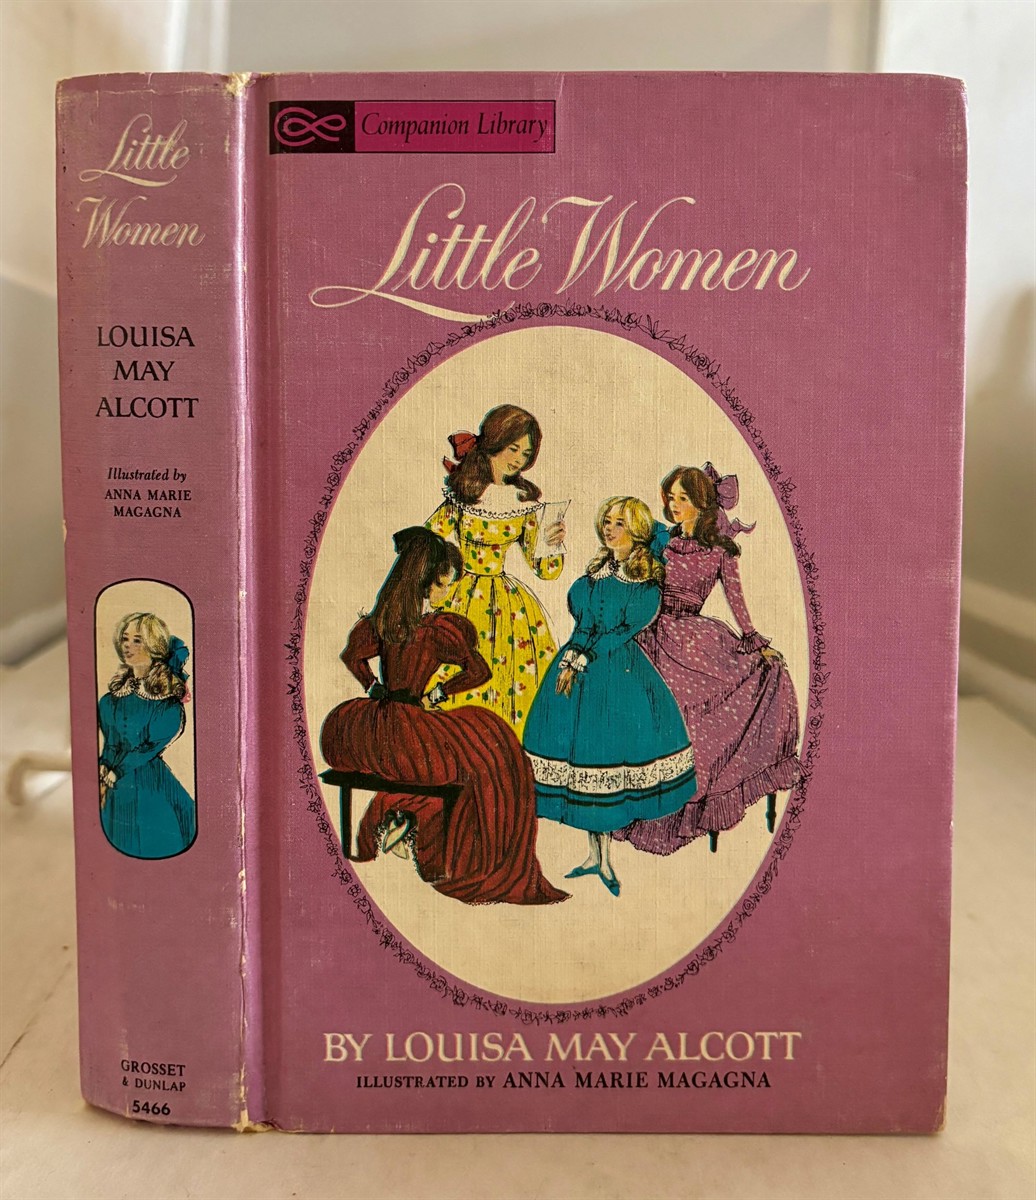 Little
Women
LOUISA
MAY
ALCOTT
Illustrated by
ANNA MARIE
MAGAGNA
GROSSET
& DUNLAP
5466
Companion Library
Little Women
BY LOUISA MAY ALCOTT
ILLUSTRATED BY ANNA MARIE MAGAGNA